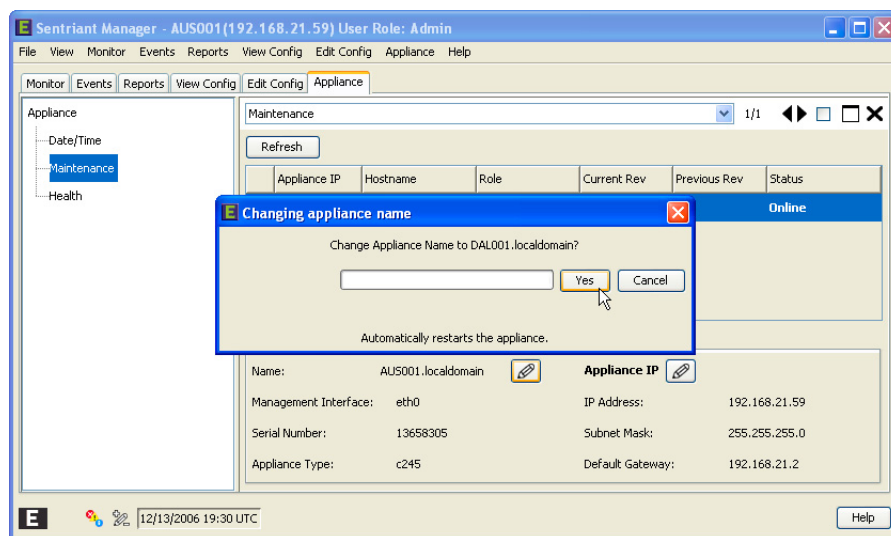 E Sentriant Manager - AUS001(192.168.21.59) User Role: Admin
File View Monitor Events Reports View Config Edit Config Appliance Help
Monitor Events Reports View Config Edit Config Appliance
Appliance
Date/Time
Maintenance
Health
Maintenance 1/1
Refresh
Appliance IP Hostname Role Current Rev Previous Rev Status
Online
E Changing appliance name
Change Appliance Name to DAL001.localdomain?
Yes Cancel
Automatically restarts the appliance.
Name: AUS001.localdomain Appliance IP
Management Interface: eth0 IP Address: 192.168.21.59
Serial Number: 13658305 Subnet Mask: 255.255.255.0
Appliance Type: c245 Default Gateway: 192.168.21.2
E 12/13/2006 19:30 UTC Help